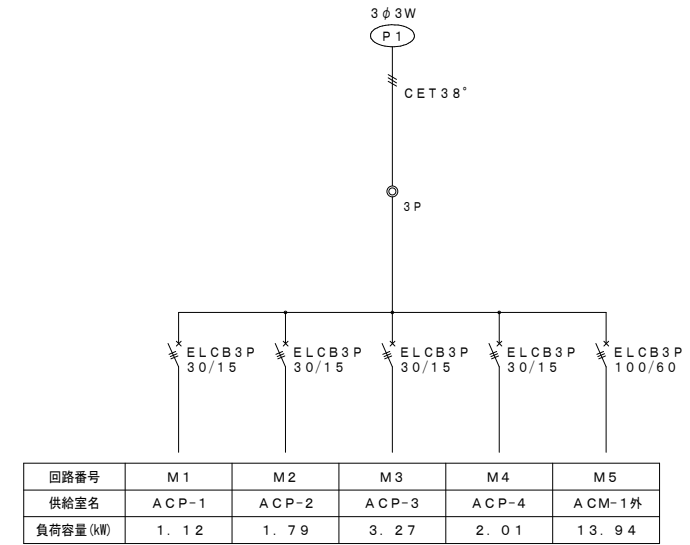 3φ3W
P1
CET38°
3P
ELCB3P ELCB3P ELCB3P ELCB3P ELCB3P
30/15 30/15 30/15 30/15 100/60
回路番号 M1 M2 M3 M4 M5
供給室名 ACP-1 ACP-2 ACP-3 ACP-4 ACM-1外
負荷容量(kW) 1.12 1.79 3.27 2.01 13.94